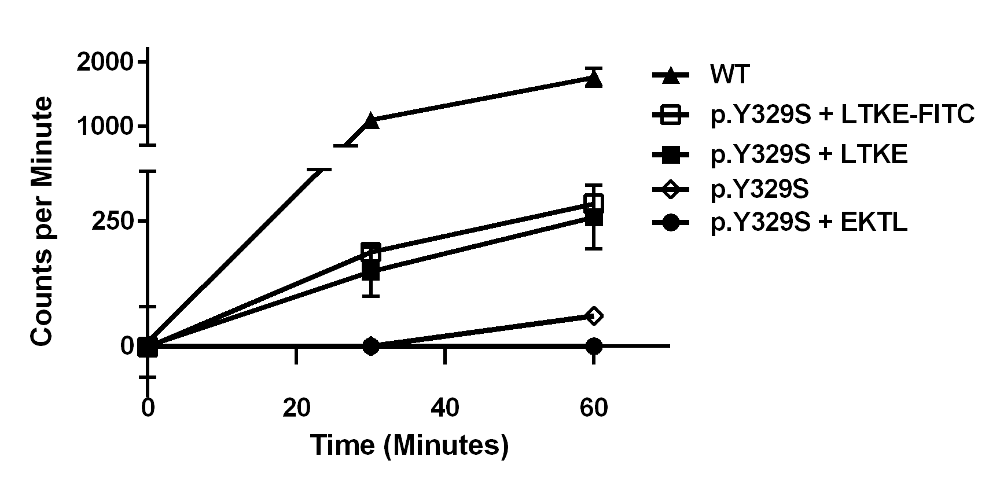 Counts per Minute
2000
1000
250
0
0 20 40 60
Time (Minutes)
WT
p.Y329S + LTKE-FITC
p.Y329S + LTKE
p.Y329S
p.Y329S + EKTL